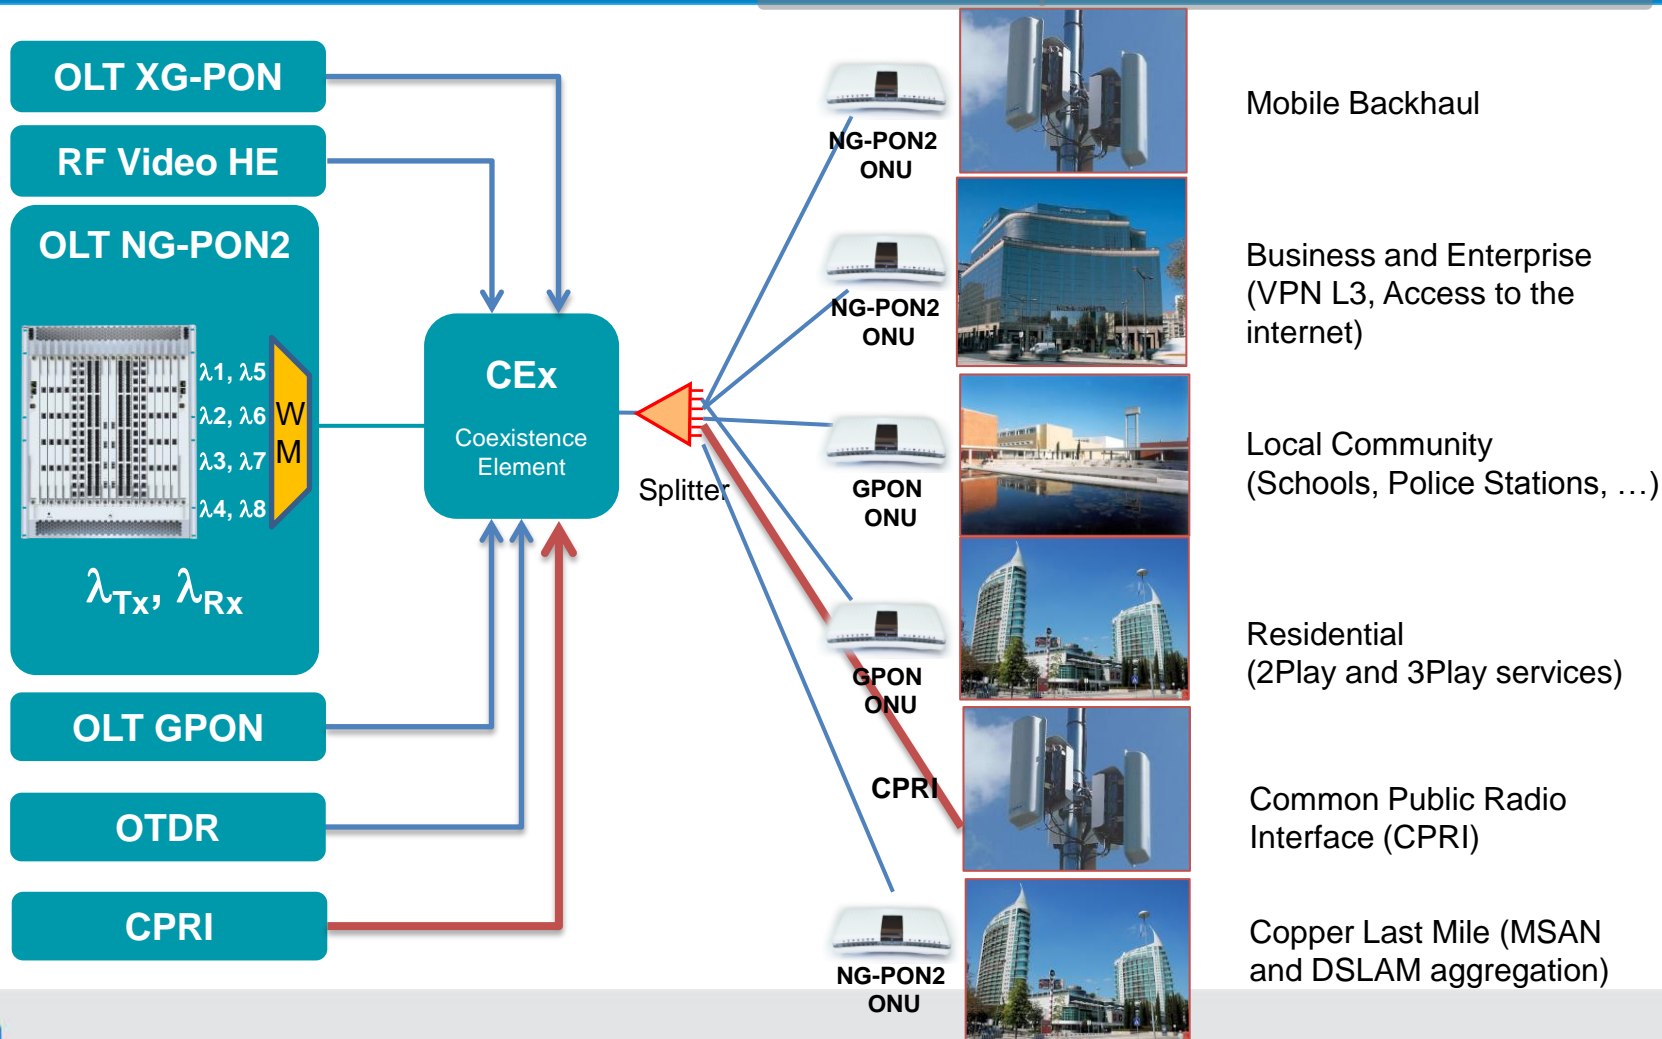 OLT XG-PON
RF Video HE
OLT NG-PON2
λ1, λ5
λ2, λ6
λ3, λ7
λ4, λ8
W
M
λTx, λRx
OLT GPON
OTDR
CPRI
CEx
Coexistence
Element
Splitter
NG-PON2
ONU
NG-PON2
ONU
GPON
ONU
GPON
ONU
CPRI
NG-PON2
ONU
Mobile Backhaul
Business and Enterprise
(VPN L3, Access to the
internet)
Local Community
(Schools, Police Stations, …)
Residential
(2Play and 3Play services)
Common Public Radio
Interface (CPRI)
Copper Last Mile (MSAN
and DSLAM aggregation)